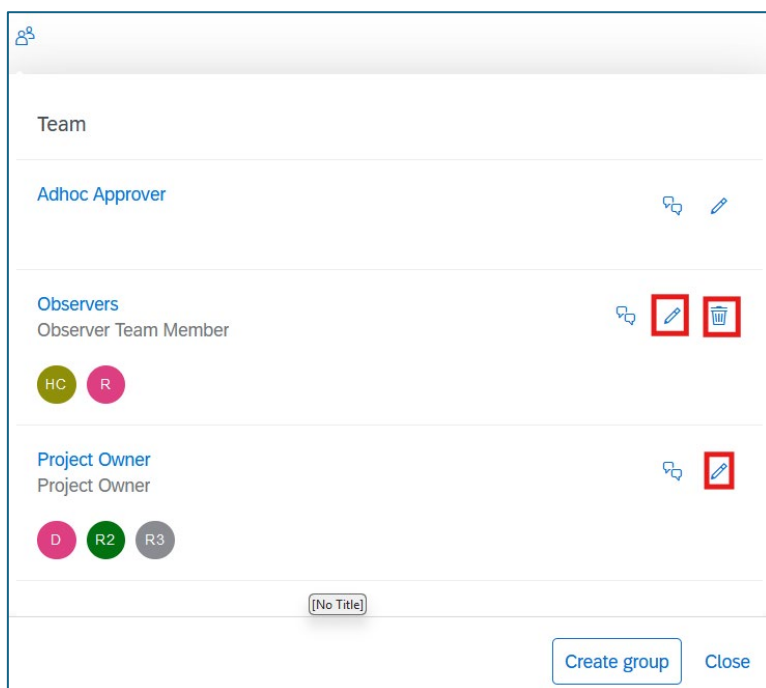 Team
Adhoc Approver
Observers
Observer Team Member
HC R
Project Owner
Project Owner
D R2 R3
[No Title]
Create group Close